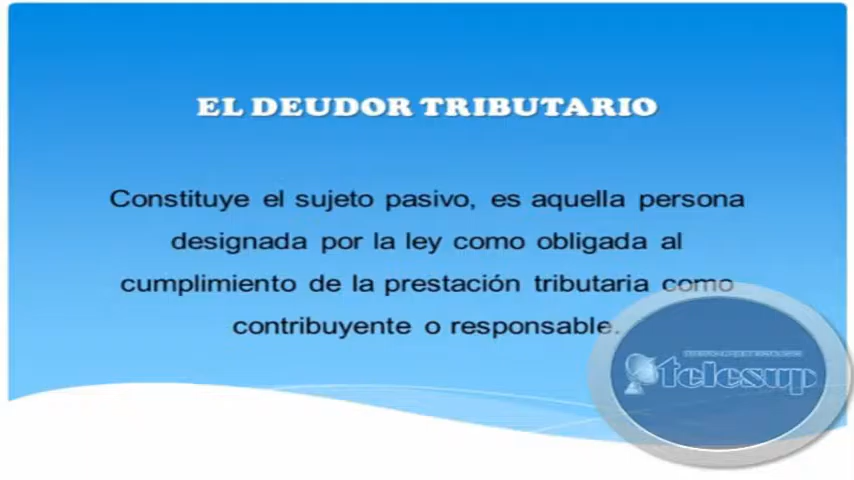 EL DEUDOR TRIBUTARIO
Constituye el sujeto pasivo, es aquella persona
designada por la ley como obligada al
cumplimiento de la prestación tributaria como
contribuyente o responsable.
telesup